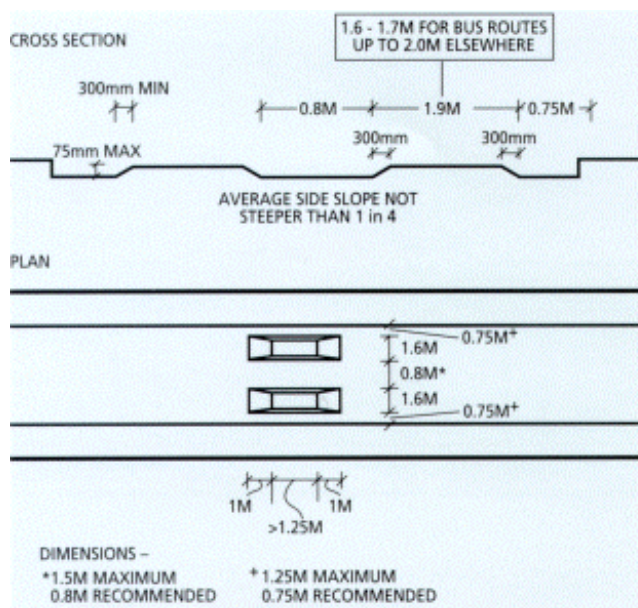 CROSS SECTION
1.6 - 1.7M FOR BUS ROUTES
UP TO 2.0M ELSEWHERE
300mm MIN
0.8M
1.9M
0.75M
300mm
300mm
75mm MAX
AVERAGE SIDE SLOPE NOT
STEEPER THAN 1 in 4
PLAN
0.75M+
1.6M
0.8M*
1.6M
0.75M+
1M
1M
>1.25M
DIMENSIONS –
*1.5M MAXIMUM
0.8M RECOMMENDED
+1.25M MAXIMUM
0.75M RECOMMENDED